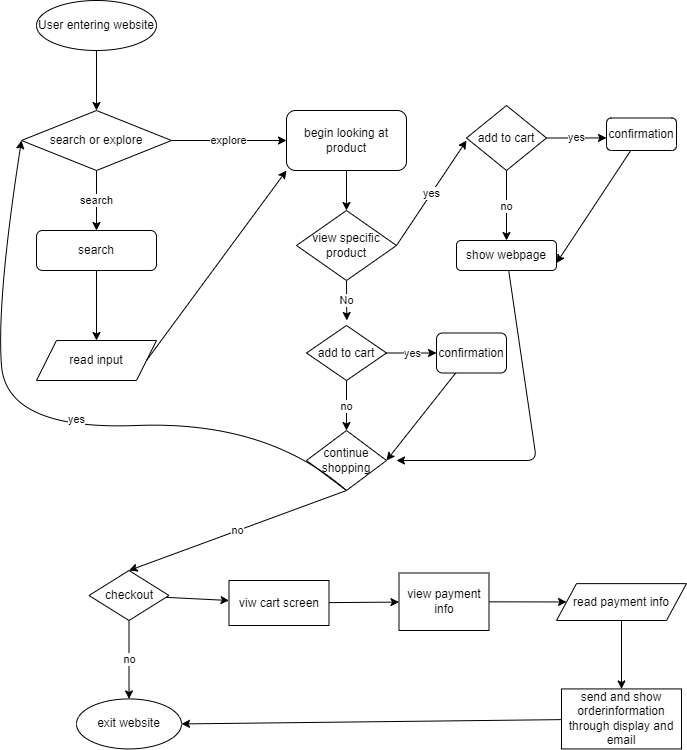 User entering website
search or explore
explore
begin looking at
product
add to cart
yes
confirmation
search
yes
no
search
view specific
product
show webpage
No
read input
add to cart
yes
confirmation
no
yes
continue
shopping
no
checkout
viw cart screen
view payment
info
read payment info
no
send and show
orderinformation
through display and
email
exit website